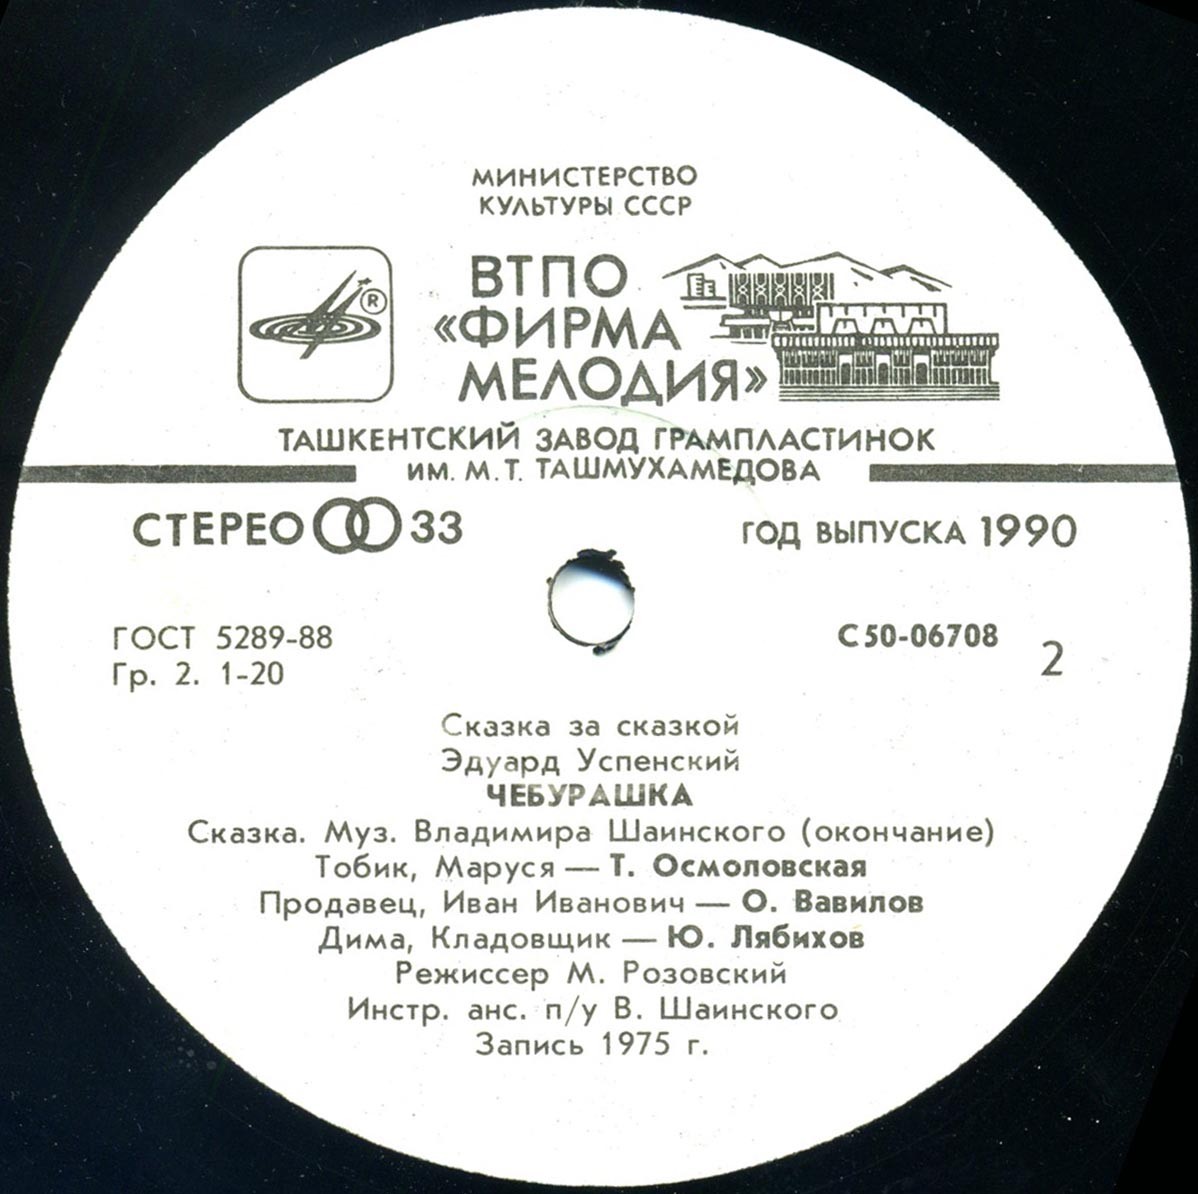 МИНИСТЕРСТВО
КУЛЬТУРЫ СССР
ВТПО
«ФИРМА
МЕЛОДИЯ»
®
ТАШКЕНТСКИЙ ЗАВОД ГРАМПЛАСТИНОК
ИМ. М.Т. ТАШМУХАМЕДОВА
СТЕРЕО 33
ГОД ВЫПУСКА 1990
ГОСТ 5289-88
Гр. 2. 1-20
С50-06708
2
Сказка за сказкой
Эдуард Успенский
ЧЕБУРАШКА
Сказка. Муз. Владимира Шаинского (окончание)
Тобик, Маруся — Т. Осмоловская
Продавец, Иван Иванович — О. Вавилов
Дима, Кладовщик — Ю. Лябихов
Режиссер М. Розовский
Инстр. анс. п/у В. Шаинского
Запись 1975 г.